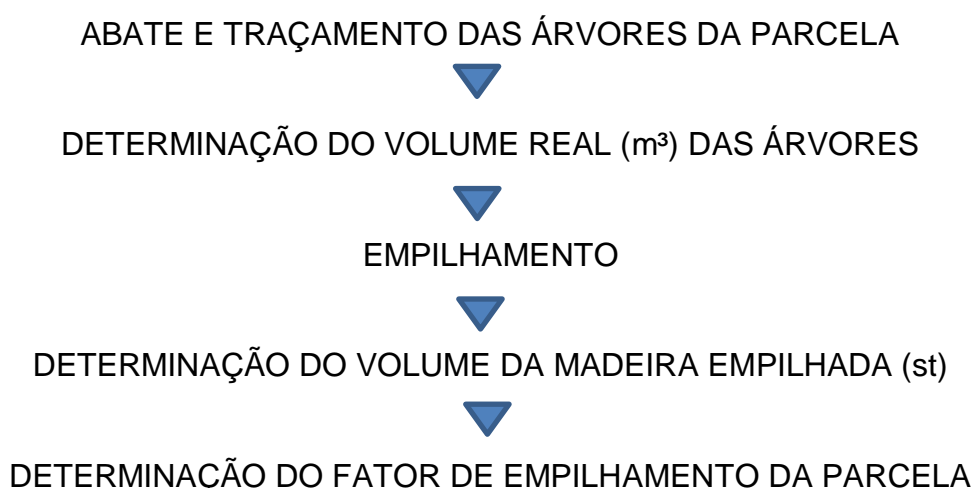 ABATE E TRAÇAMENTO DAS ÁRVORES DA PARCELA
DETERMINAÇÃO DO VOLUME REAL (m³) DAS ÁRVORES
EMPILHAMENTO
DETERMINAÇÃO DO VOLUME DA MADEIRA EMPILHADA (st)
DETERMINAÇÃO DO FATOR DE EMPILHAMENTO DA PARCELA